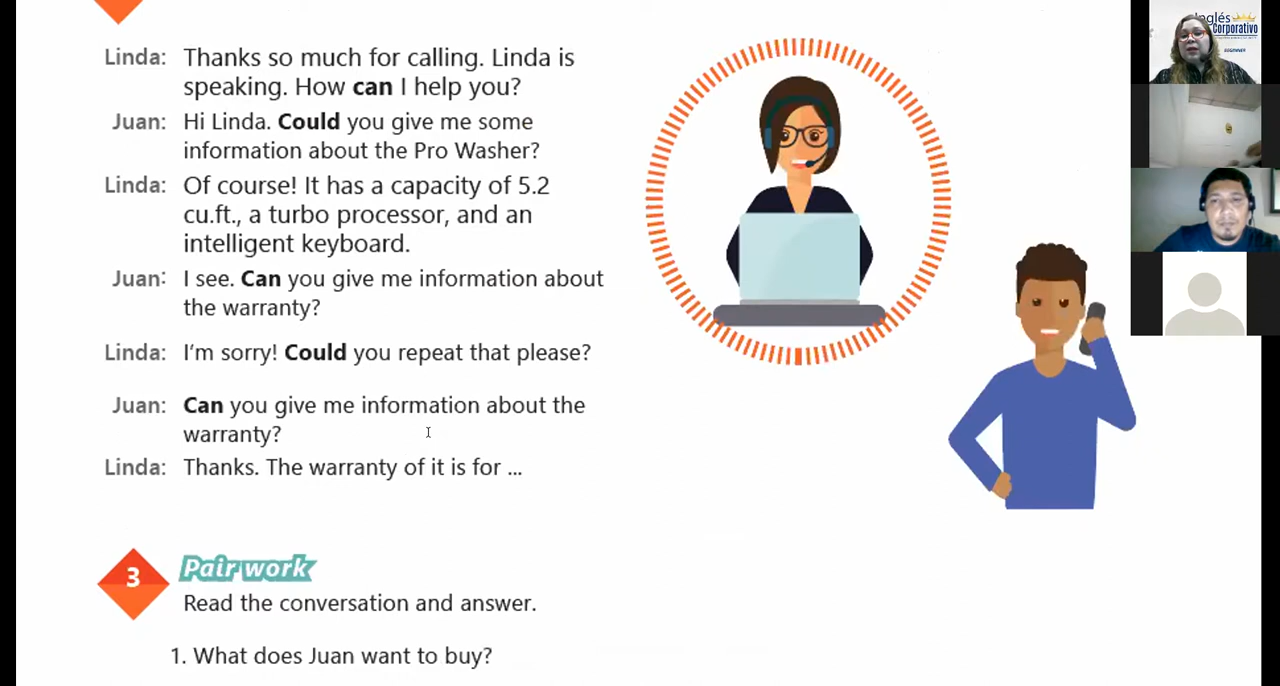 Linda: Thanks so much for calling. Linda is
speaking. How can I help you?
Juan: Hi Linda. Could you give me some
information about the Pro Washer?
Linda: Of course! It has a capacity of 5.2
cu.ft., a turbo processor, and an
intelligent keyboard.
Juan: I see. Can you give me information about
the warranty?
Linda: I'm sorry! Could you repeat that please?
Juan: Can you give me information about the
warranty?
Linda: Thanks. The warranty of it is for ...
3 Pair work
Read the conversation and answer.
1. What does Juan want to buy?
Inglés
Corporativo
BEGINNER